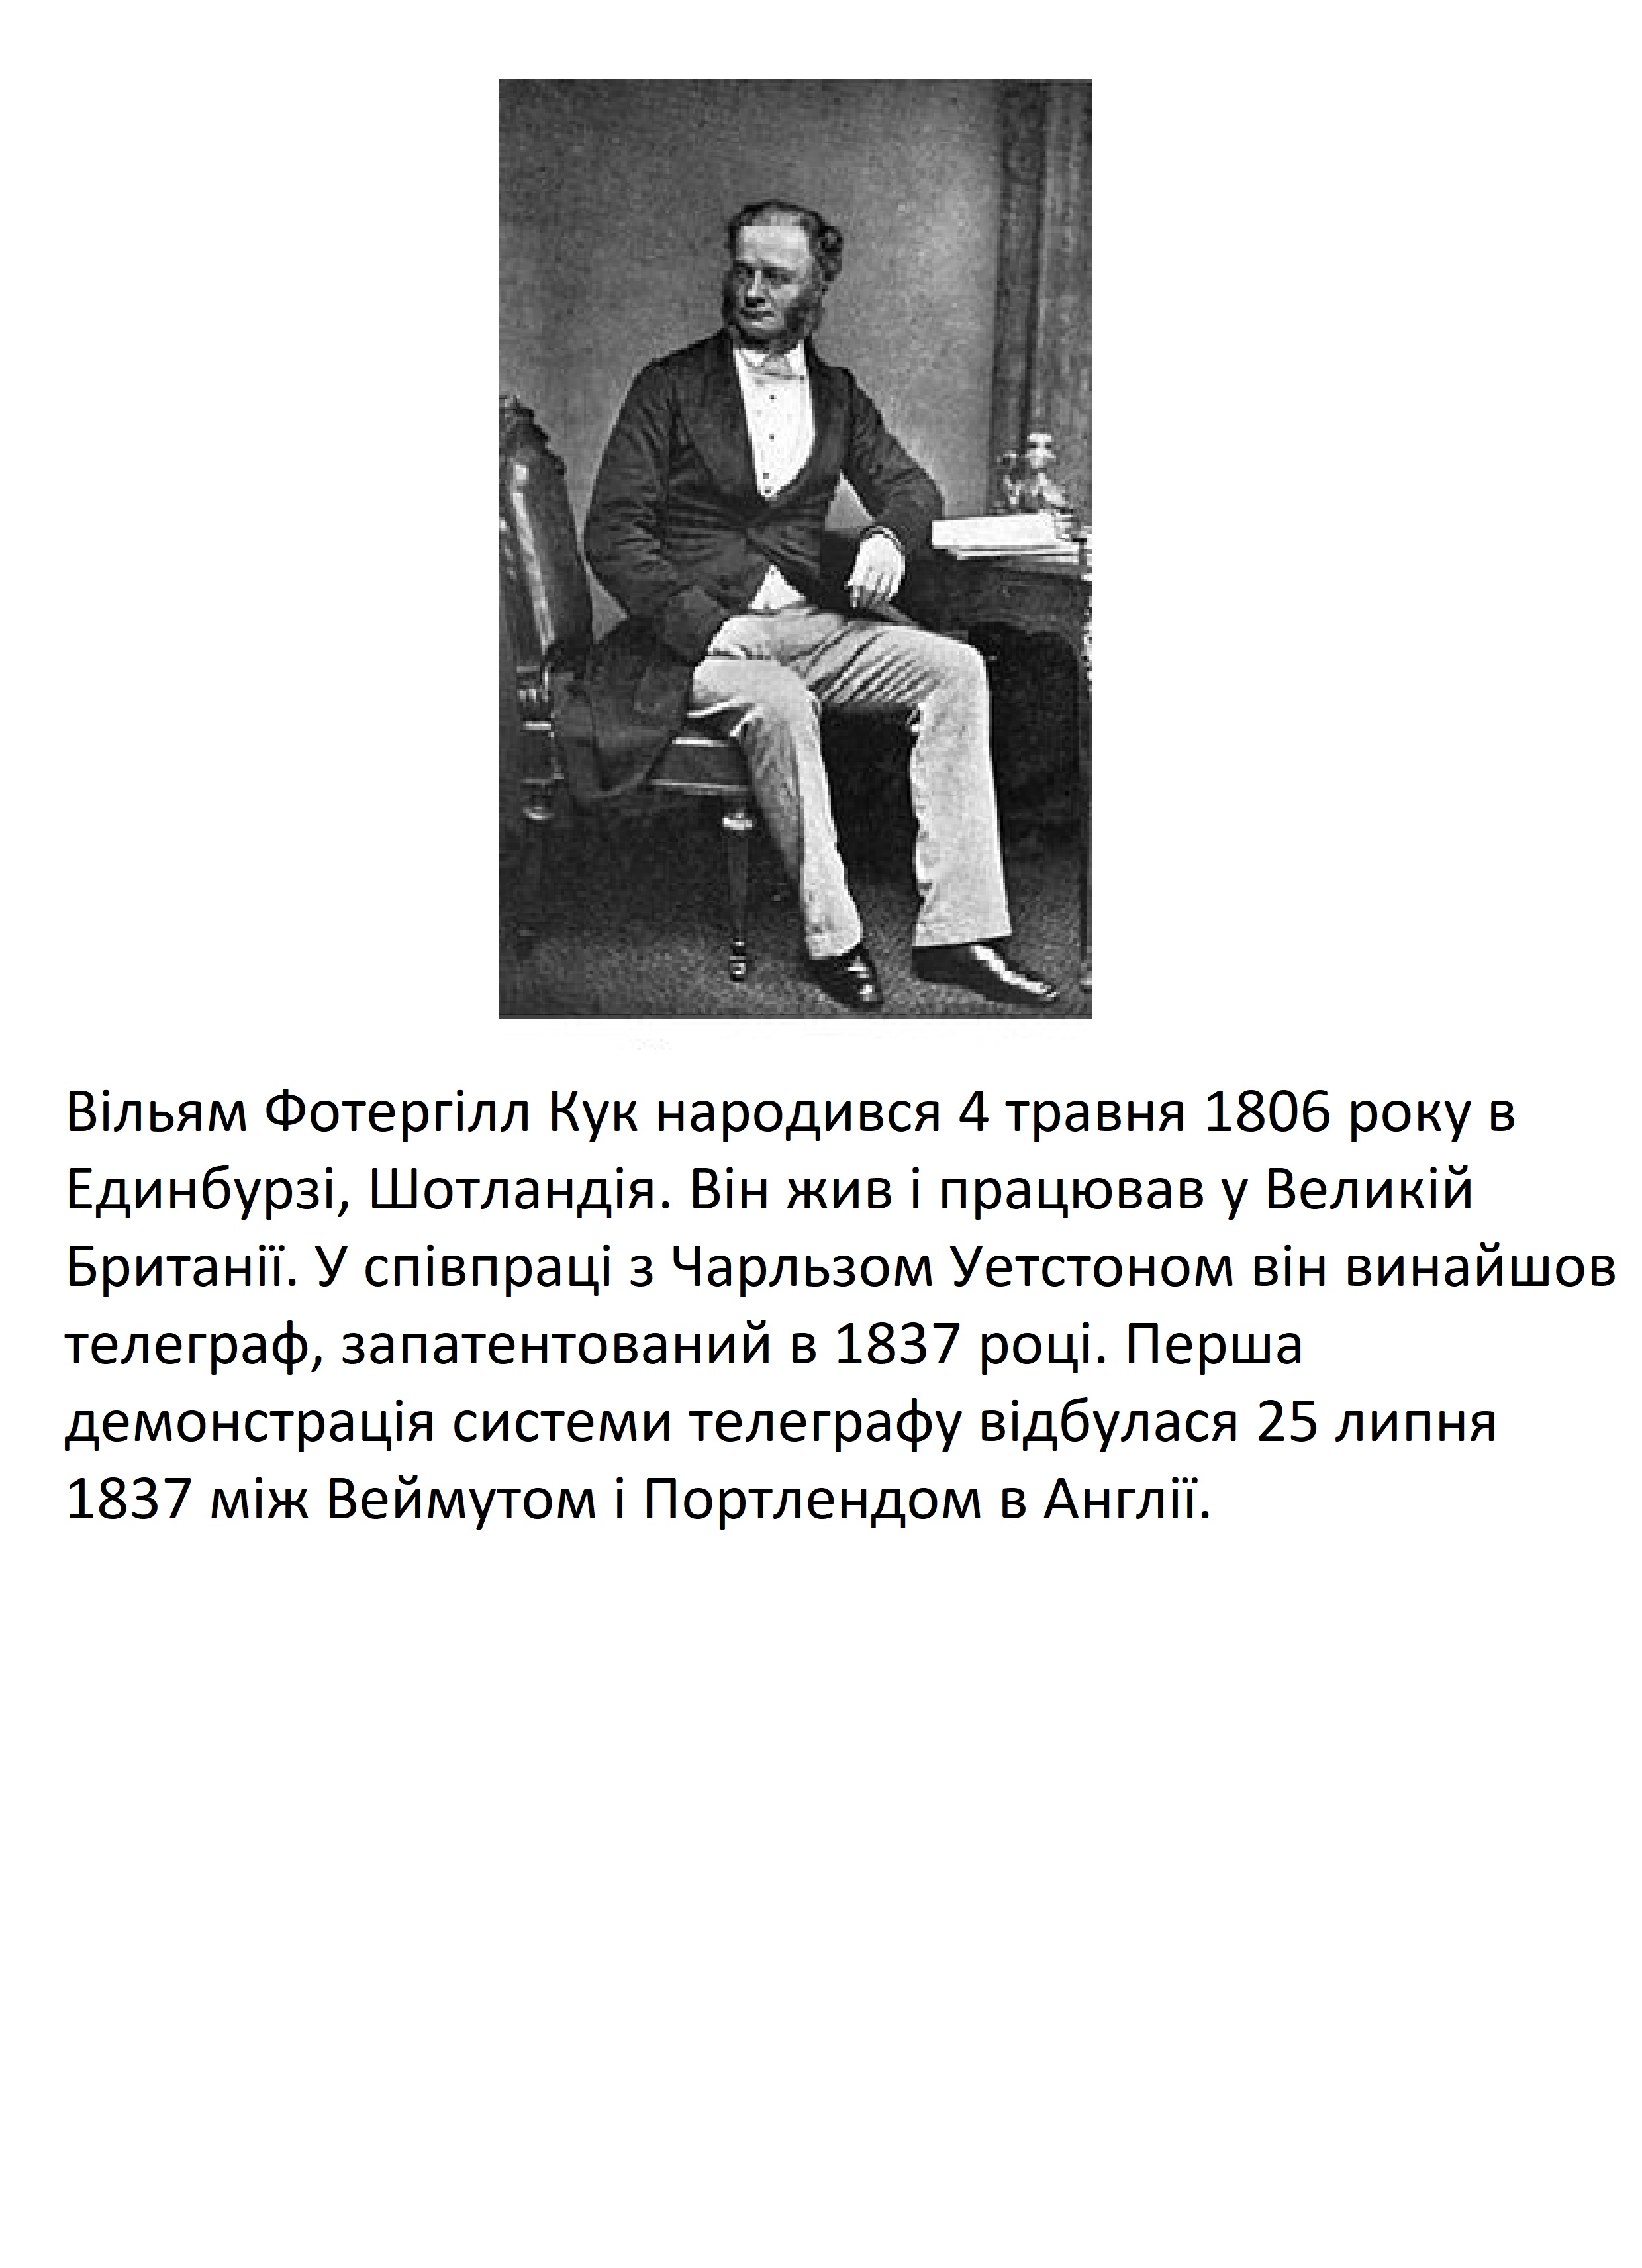 Вільям Фотергілл Кук народився 4 травня 1806 року в
Единбурзі, Шотландія. Він жив і працював у Великій
Британії. У співпраці з Чарльзом Уетстоном він винайшов
телеграф, запатентований в 1837 році. Перша
демонстрація системи телеграфу відбулася 25 липня
1837 між Веймутом і Портлендом в Англії.